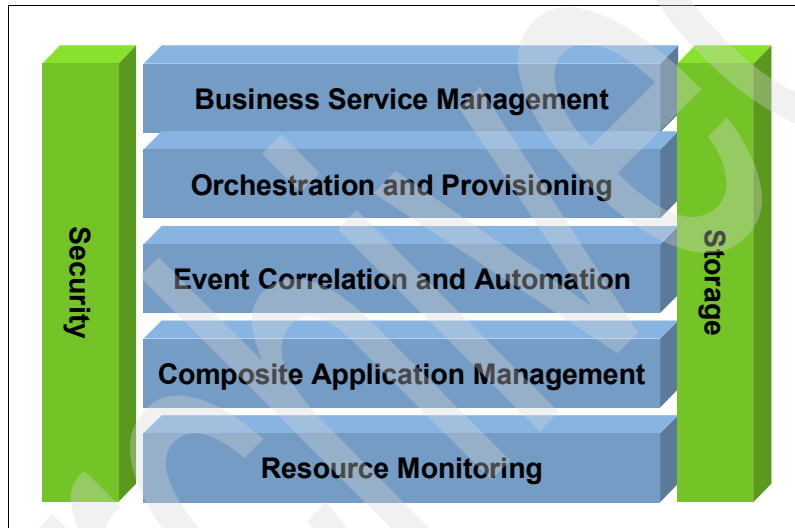 Business Service Management
Orchestration and Provisioning
Event Correlation and Automation
Composite Application Management
Resource Monitoring
Security
Storage